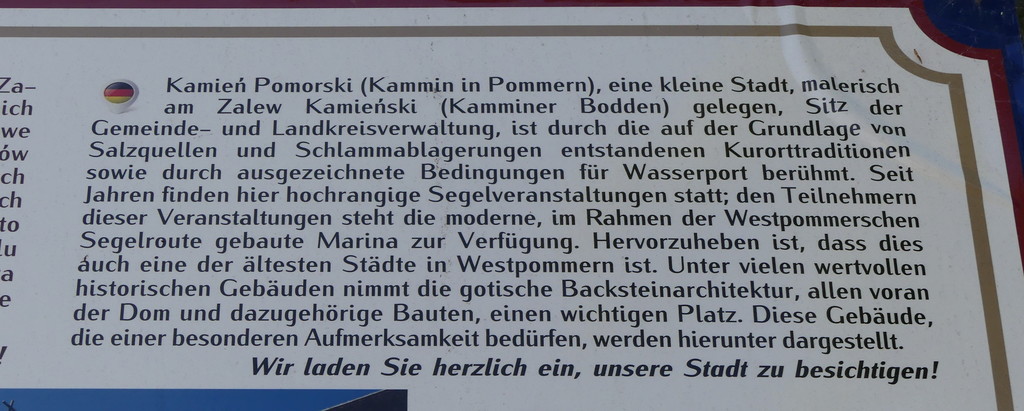 Za-
ich
we
ów
ch
ch
to
lu
a
e
!
Kamień Pomorski (Kammin in Pommern), eine kleine Stadt, malerisch
am Zalew Kamieński (Kamminer Bodden) gelegen, Sitz der
Gemeinde- und Landkreisverwaltung, ist durch die auf der Grundlage von
Salzquellen und Schlammablagerungen entstandenen Kurorttraditionen
sowie durch ausgezeichnete Bedingungen für Wasserport berühmt. Seit
Jahren finden hier hochrangige Segelveranstaltungen statt; den Teilnehmern
dieser Veranstaltungen steht die moderne, im Rahmen der Westpommerschen
Segelroute gebaute Marina zur Verfügung. Hervorzuheben ist, dass dies
auch eine der ältesten Städte in Westpommern ist. Unter vielen wertvollen
historischen Gebäuden nimmt die gotische Backsteinarchitektur, allen voran
der Dom und dazugehörige Bauten, einen wichtigen Platz. Diese Gebäude,
die einer besonderen Aufmerksamkeit bedürfen, werden hierunter dargestellt.
Wir laden Sie herzlich ein, unsere Stadt zu besichtigen!